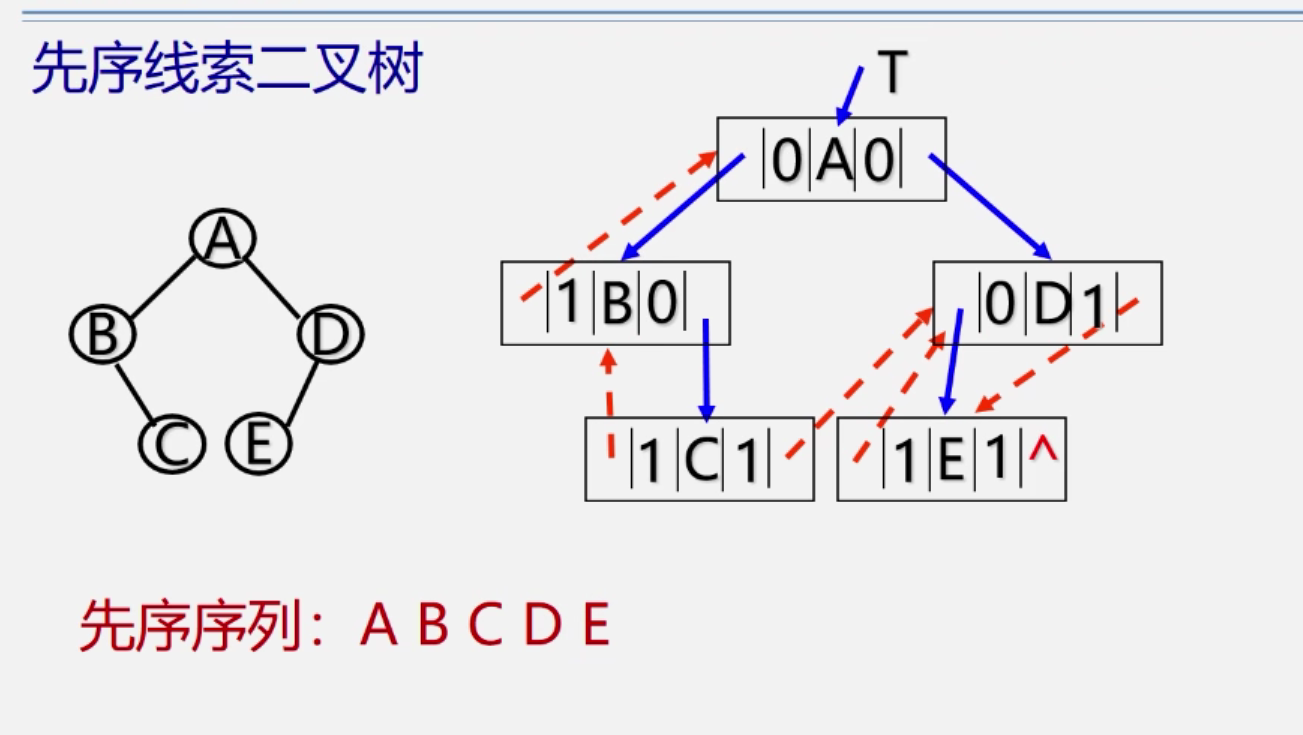 先序线索二叉树
T
0 A 0
A
1 B 0
0 D 1
B
D
C
E
1 C 1
1 E 1 ^
先序序列：A B C D E